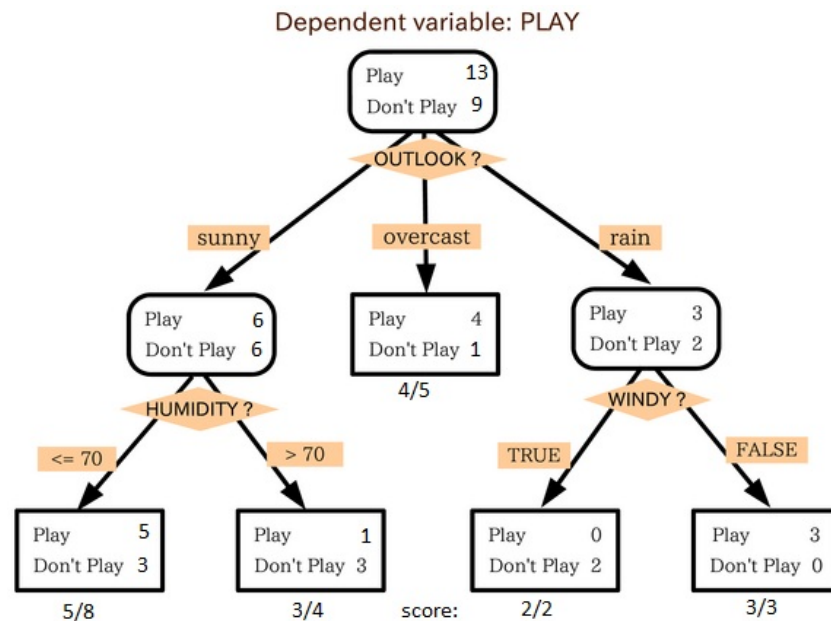 Dependent variable: PLAY
Play 13
Don't Play 9
OUTLOOK ?
sunny
overcast
rain
Play 6
Don't Play 6
Play 4
Don't Play 1
Play 3
Don't Play 2
4/5
HUMIDITY ?
WINDY ?
<= 70
> 70
TRUE
FALSE
Play 5
Don't Play 3
Play 1
Don't Play 3
Play 0
Don't Play 2
Play 3
Don't Play 0
5/8
3/4
score:
2/2
3/3